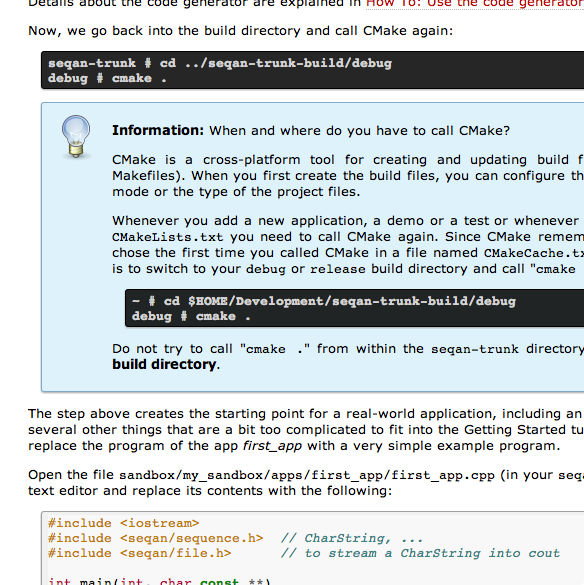 Details about the code generator are explained in How To: Use the code generator
Now, we go back into the build directory and call CMake again:
seqan-trunk # cd ../seqan-trunk-build/debug
debug # cmake .
Information: When and where do you have to call CMake?
CMake is a cross-platform tool for creating and updating build f
Makefiles). When you first create the build files, you can configure th
mode or the type of the project files.
Whenever you add a new application, a demo or a test or whenever
CMakeLists.txt you need to call CMake again. Since CMake remem
chose the first time you called CMake in a file named CMakeCache.tx
is to switch to your debug or release build directory and call "cmake
~ # cd $HOME/Development/seqan-trunk-build/debug
debug # cmake .
Do not try to call "cmake ." from within the seqan-trunk directory
build directory.
The step above creates the starting point for a real-world application, including an
several other things that are a bit too complicated to fit into the Getting Started tu
replace the program of the app first_app with a very simple example program.
Open the file sandbox/my_sandbox/apps/first_app/first_app.cpp (in your seqa
text editor and replace its contents with the following:
#include <iostream>
#include <seqan/sequence.h>  // CharString, ...
#include <seqan/file.h>      // to stream a CharString into cout
int main(int, char const **)